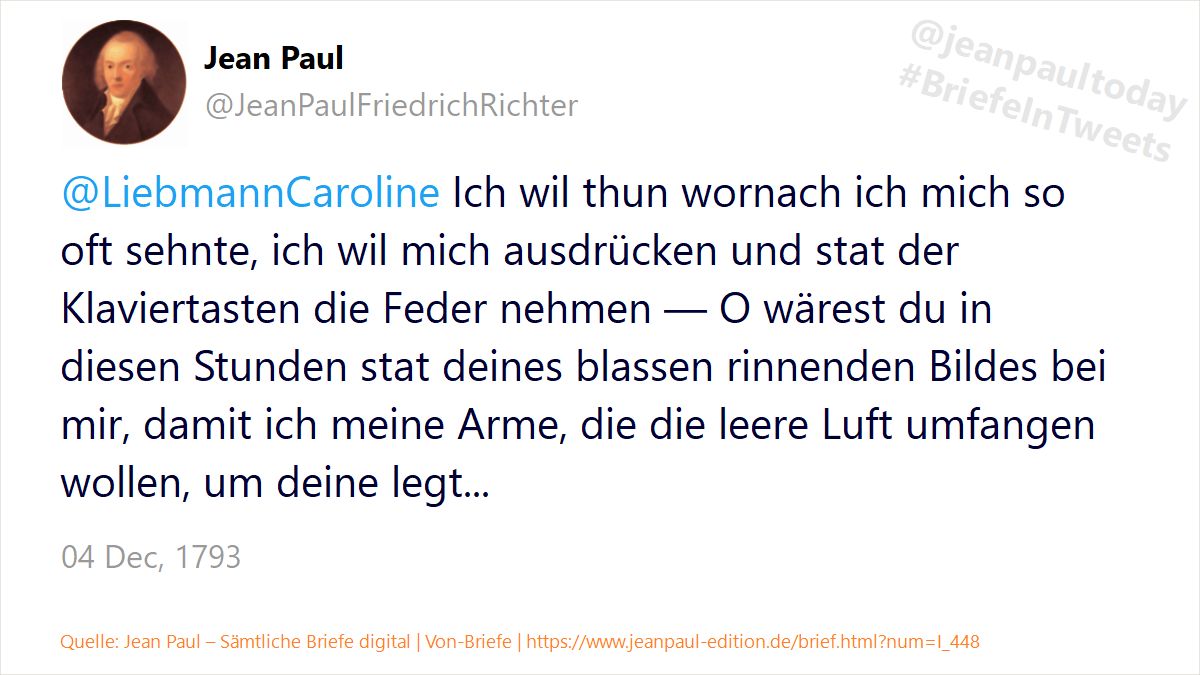 Jean Paul
@JeanPaulFriedrichRichter
@jeanpaultoday
#BriefeInTweets
@LiebmannCaroline Ich wil thun wornach ich mich so
oft sehnte, ich wil mich ausdrücken und stat der
Klaviertasten die Feder nehmen — O wärest du in
diesen Stunden stat deines blassen rinnenden Bildes bei
mir, damit ich meine Arme, die die leere Luft umfangen
wollen, um deine legt...
04 Dec, 1793
Quelle: Jean Paul – Sämtliche Briefe digital | Von-Briefe | https://www.jeanpaul-edition.de/brief.html?num=I_448